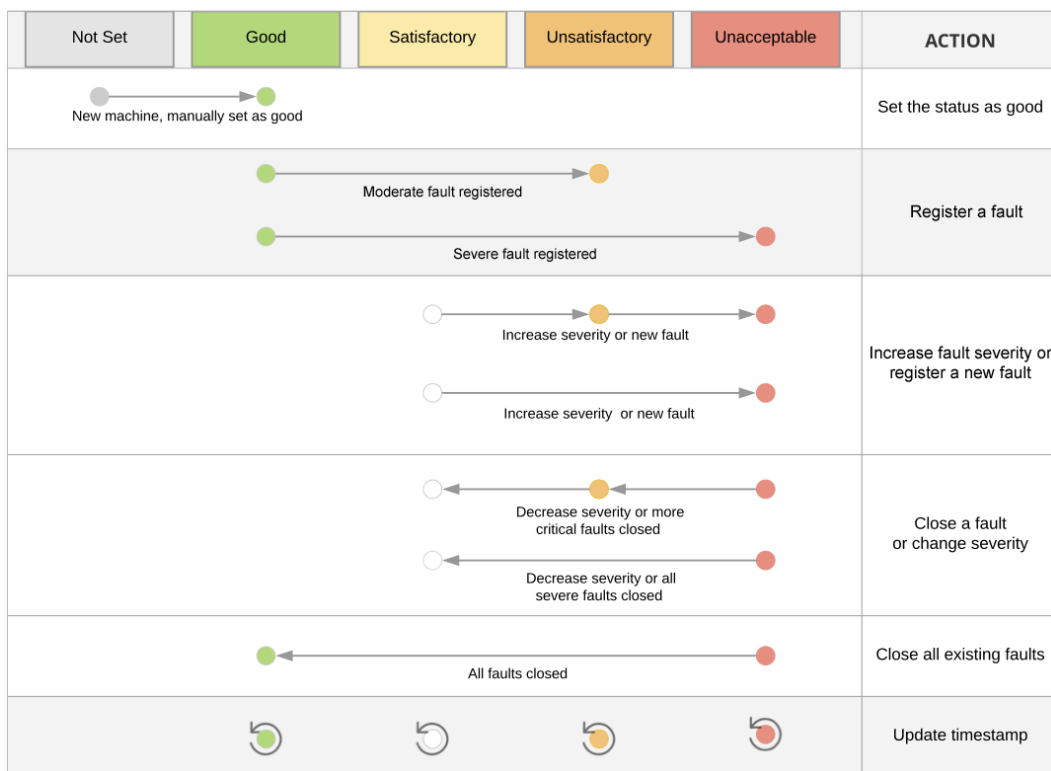 Not Set
Good
Satisfactory
Unsatisfactory
Unacceptable
ACTION
New machine, manually set as good
Set the status as good
Moderate fault registered
Severe fault registered
Register a fault
Increase severity or new fault
Increase severity or new fault
Increase fault severity or
register a new fault
Decrease severity or more
critical faults closed
Decrease severity or all
severe faults closed
Close a fault
or change severity
All faults closed
Close all existing faults
Update timestamp